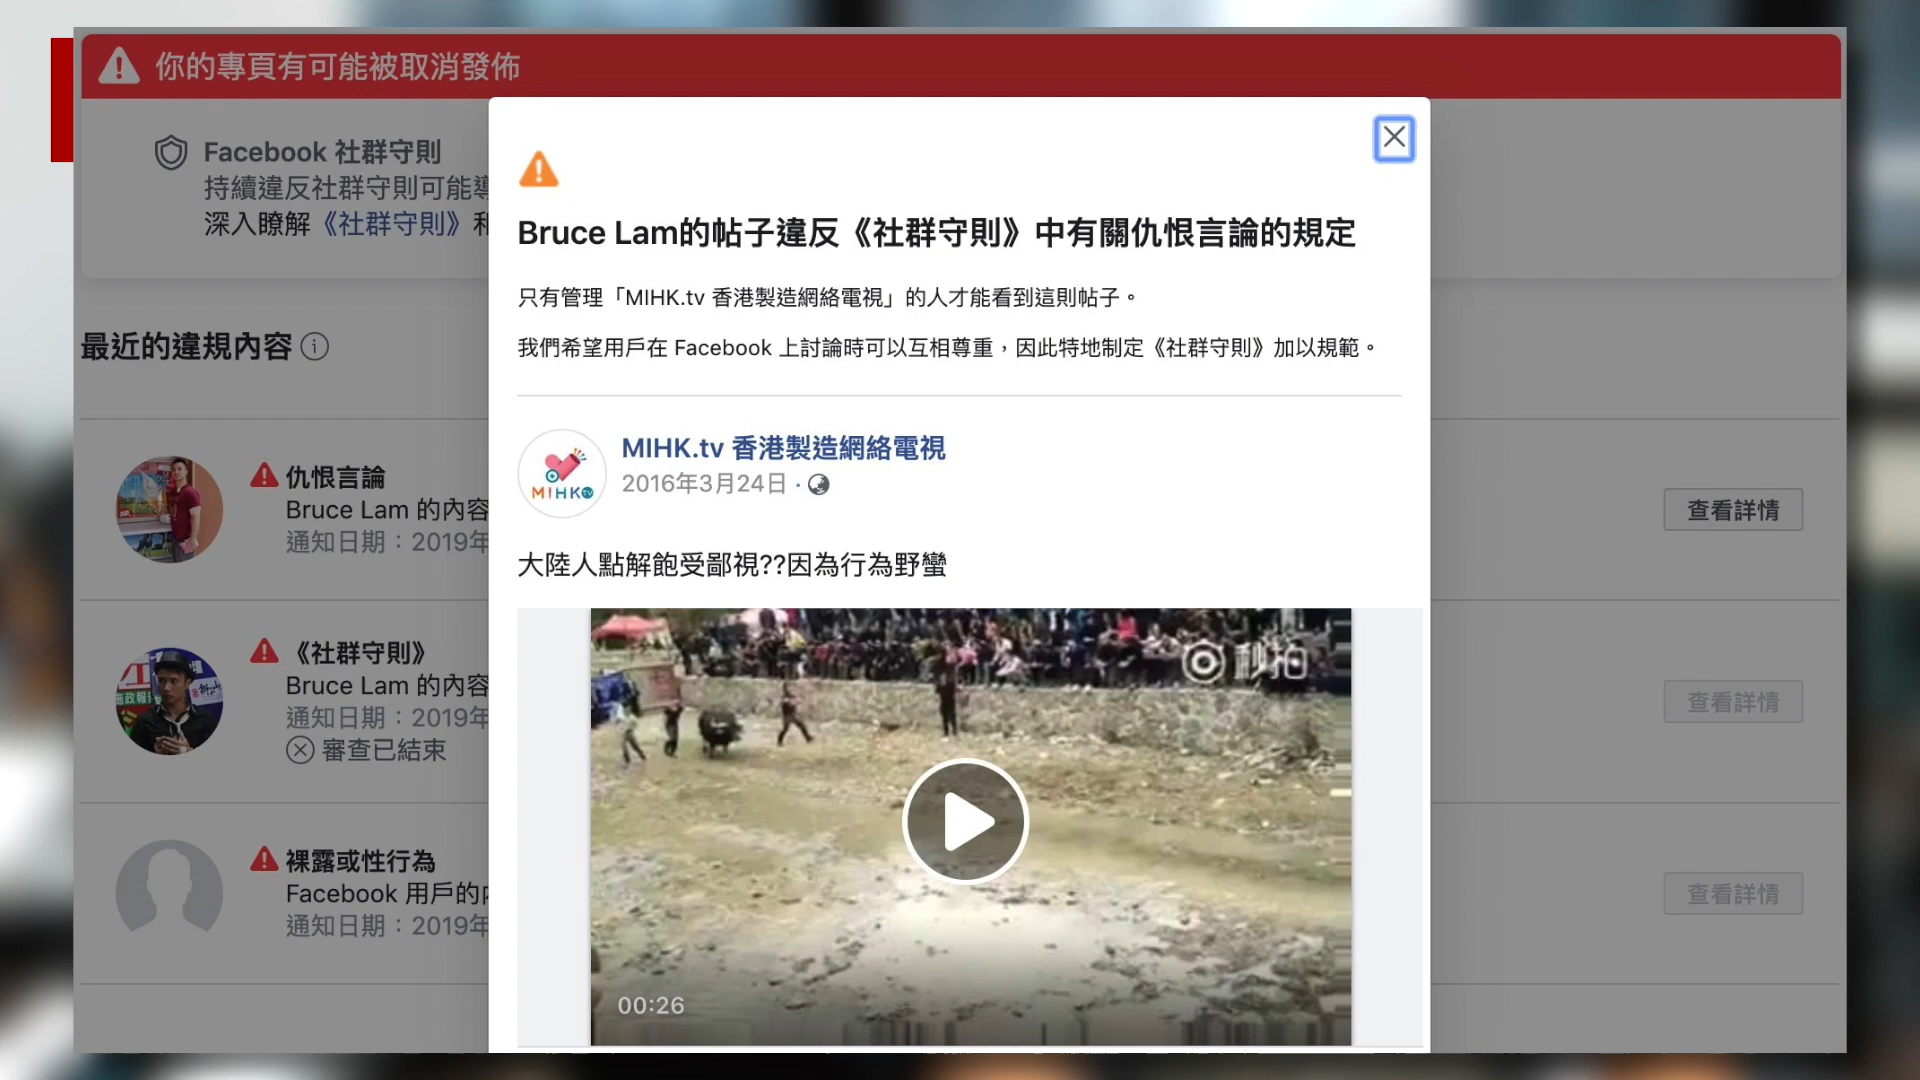 你的專頁有可能被取消發佈
Facebook 社群守則
持續違反社群守則可能
深入瞭解《社群守則》和
最近的違規內容
仇恨言論
Bruce Lam 的內容
通知日期：2019年
查看詳情
《社群守則》
Bruce Lam 的內容
通知日期：2019年
審查已結束
查看詳情
裸露或性行為
Facebook 用戶的
通知日期：2019年
查看詳情
Bruce Lam的帖子違反《社群守則》中有關仇恨言論的規定
只有管理「MIHK.tv 香港製造網絡電視」的人才能看到這則帖子。
我們希望用戶在 Facebook 上討論時可以互相尊重，因此特地制定《社群守則》加以規範。
MIHK TV
MIHK.tv 香港製造網絡電視
2016年3月24日
大陸人點解飽受鄙視??因為行為野蠻
秒拍
00:26